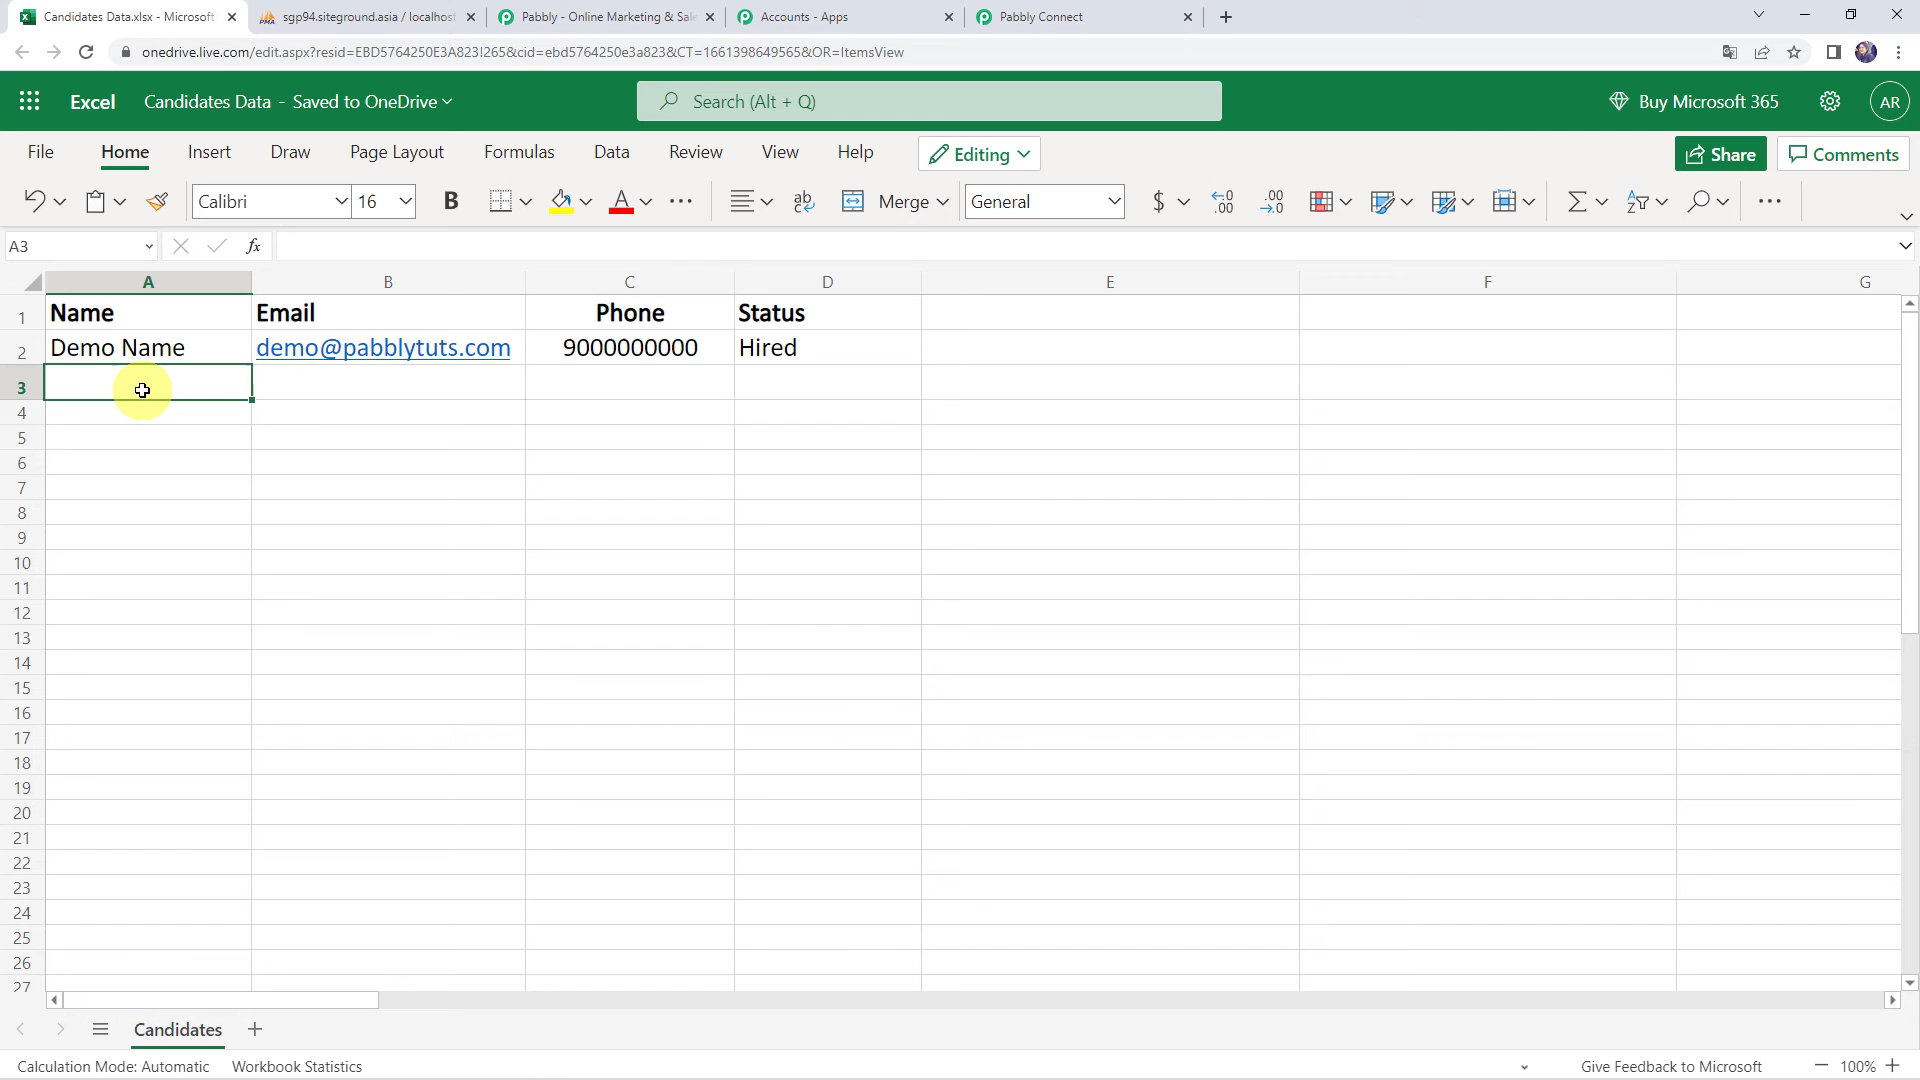 Candidates Data.xlsx - Microsoft
sgp94.siteground.asia / localhost
Pabbly - Online Marketing & Sale
Accounts - Apps
Pabbly Connect
onedrive.live.com/edit.aspx?resid=EBD5764250E3A823!265&cid=ebd5764250e3a823&CT=1661398649565&OR=ItemsView
Excel Candidates Data - Saved to OneDrive
Search (Alt + Q)
Buy Microsoft 365
AR
File Home Insert Draw Page Layout Formulas Data Review View Help Editing Share Comments
Calibri 16 B A ab Merge General $ .00 .00
A3 fx
A B C D E F G
1 Name Email Phone Status
2 Demo Name demo@pabblytuts.com 9000000000 Hired
3
4
5
6
7
8
9
10
11
12
13
14
15
16
17
18
19
20
21
22
23
24
25
26
27
Candidates
Calculation Mode: Automatic Workbook Statistics Give Feedback to Microsoft 100%